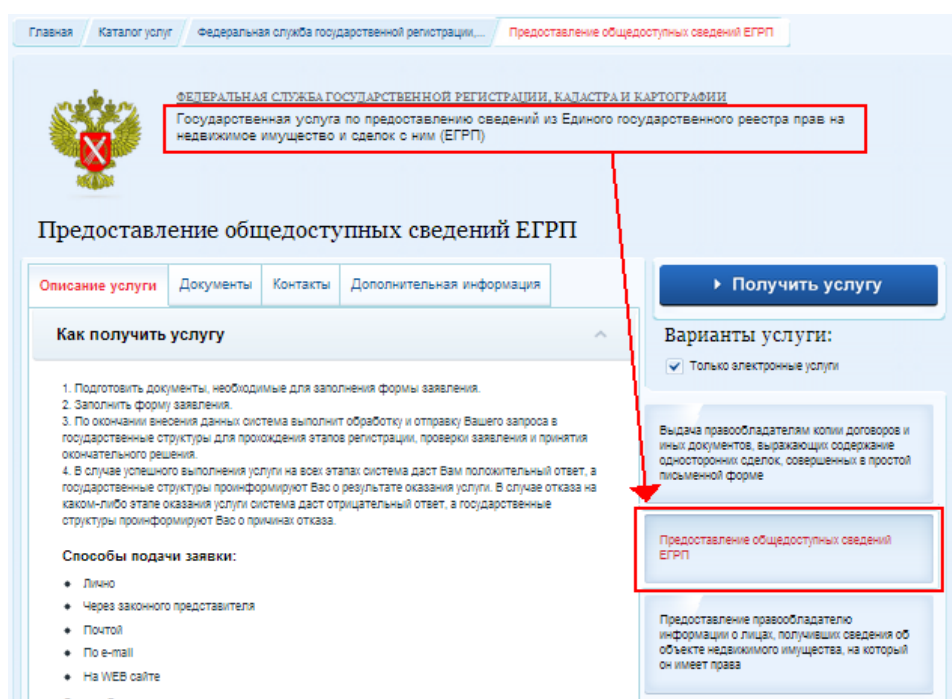 Главная
Каталог услуг
Федеральная служба государственной регистрации,...
Предоставление общедоступных сведений ЕГРП
ФЕДЕРАЛЬНАЯ СЛУЖБА ГОСУДАРСТВЕННОЙ РЕГИСТРАЦИИ, КАДАСТРА И КАРТОГРАФИИ
Государственная услуга по предоставлению сведений из Единого государственного реестра прав на
недвижимое имущество и сделок с ним (ЕГРП)
Предоставление общедоступных сведений ЕГРП
Описание услуги
Документы
Контакты
Дополнительная информация
Как получить услугу
1. Подготовить документы, необходимые для заполнения формы заявления.
2. Заполнить форму заявления.
3. По окончании внесения данных система выполнит обработку и отправку Вашего запроса в
государственные структуры для прохождения этапов регистрации, проверки заявления и принятия
окончательного решения.
4. В случае успешного выполнения услуги на всех этапах система даст Вам положительный ответ, а
государственные структуры проинформируют Вас о результате оказания услуги. В случае отказа на
каком-либо этапе оказания услуги система даст отрицательный ответ, а государственные
структуры проинформируют Вас о причинах отказа.
Способы подачи заявки:
Лично
Через законного представителя
Почтой
По e-mail
На WEB сайте
Получить услугу
Варианты услуги:
Только электронные услуги
Выдача правообладателям копии договоров и
иных документов, выражающих содержание
односторонних сделок, совершенных в простой
письменной форме
Предоставление общедоступных сведений
ЕГРП
Предоставление правообладателю
информации о лицах, получивших сведения об
объекте недвижимого имущества, на который
он имеет права